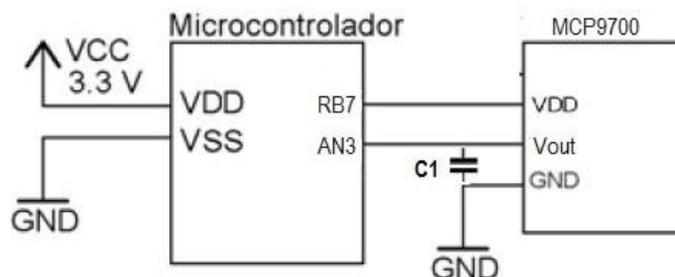 Microcontrolador
MCP9700
VCC
3.3 V
VDD
RB7
VDD
VSS
AN3
Vout
C1
GND
GND
GND